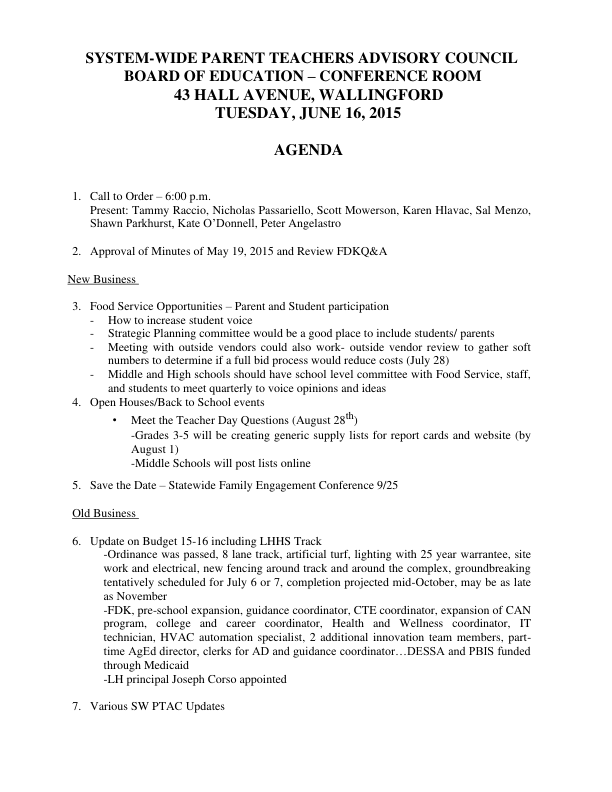 SYSTEM-WIDE PARENT TEACHERS ADVISORY COUNCIL
BOARD OF EDUCATION – CONFERENCE ROOM
43 HALL AVENUE, WALLINGFORD
TUESDAY, JUNE 16, 2015
AGENDA
1. Call to Order – 6:00 p.m.
Present: Tammy Raccio, Nicholas Passariello, Scott Mowerson, Karen Hlavac, Sal Menzo,
Shawn Parkhurst, Kate O’Donnell, Peter Angelastro
2. Approval of Minutes of May 19, 2015 and Review FDKQ&A
New Business
3. Food Service Opportunities – Parent and Student participation
- How to increase student voice
- Strategic Planning committee would be a good place to include students/ parents
- Meeting with outside vendors could also work- outside vendor review to gather soft
numbers to determine if a full bid process would reduce costs (July 28)
- Middle and High schools should have school level committee with Food Service, staff,
and students to meet quarterly to voice opinions and ideas
4. Open Houses/Back to School events
• Meet the Teacher Day Questions (August 28th)
-Grades 3-5 will be creating generic supply lists for report cards and website (by
August 1)
-Middle Schools will post lists online
5. Save the Date – Statewide Family Engagement Conference 9/25
Old Business
6. Update on Budget 15-16 including LHHS Track
-Ordinance was passed, 8 lane track, artificial turf, lighting with 25 year warrantee, site
work and electrical, new fencing around track and around the complex, groundbreaking
tentatively scheduled for July 6 or 7, completion projected mid-October, may be as late
as November
-FDK, pre-school expansion, guidance coordinator, CTE coordinator, expansion of CAN
program, college and career coordinator, Health and Wellness coordinator, IT
technician, HVAC automation specialist, 2 additional innovation team members, part-
time AgEd director, clerks for AD and guidance coordinator…DESSA and PBIS funded
through Medicaid
-LH principal Joseph Corso appointed
7. Various SW PTAC Updates